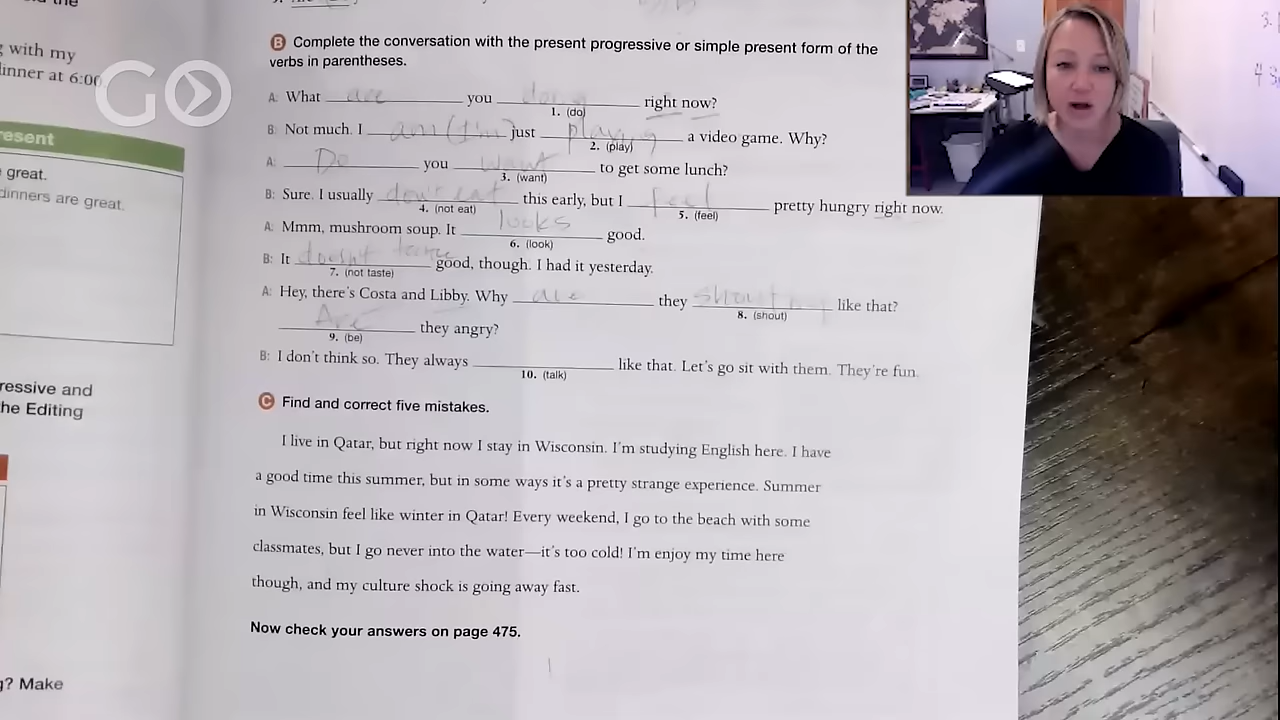 g with my
dinner at 6:00
GO
esent
great.
dinners are great.
ressive and
the Editing
g? Make
B Complete the conversation with the present progressive or simple present form of the
verbs in parentheses.
A: What are you doing right now?
1. (do)
B: Not much. I am (I'm) just playing a video game. Why?
2. (play)
A: Do you want to get some lunch?
3. (want)
B: Sure. I usually don't eat this early, but I feel pretty hungry right now.
4. (not eat) 5. (feel)
A: Mmm, mushroom soup. It looks good.
6. (look)
B: It doesn't taste good, though. I had it yesterday.
7. (not taste)
A: Hey, there's Costa and Libby. Why are they shouting like that?
8. (shout)
Are they angry?
9. (be)
B: I don't think so. They always like that. Let's go sit with them. They're fun.
10. (talk)
C Find and correct five mistakes.
I live in Qatar, but right now I stay in Wisconsin. I'm studying English here. I have
a good time this summer, but in some ways it's a pretty strange experience. Summer
in Wisconsin feel like winter in Qatar! Every weekend, I go to the beach with some
classmates, but I go never into the water—it's too cold! I'm enjoy my time here
though, and my culture shock is going away fast.
Now check your answers on page 475.
3.
4